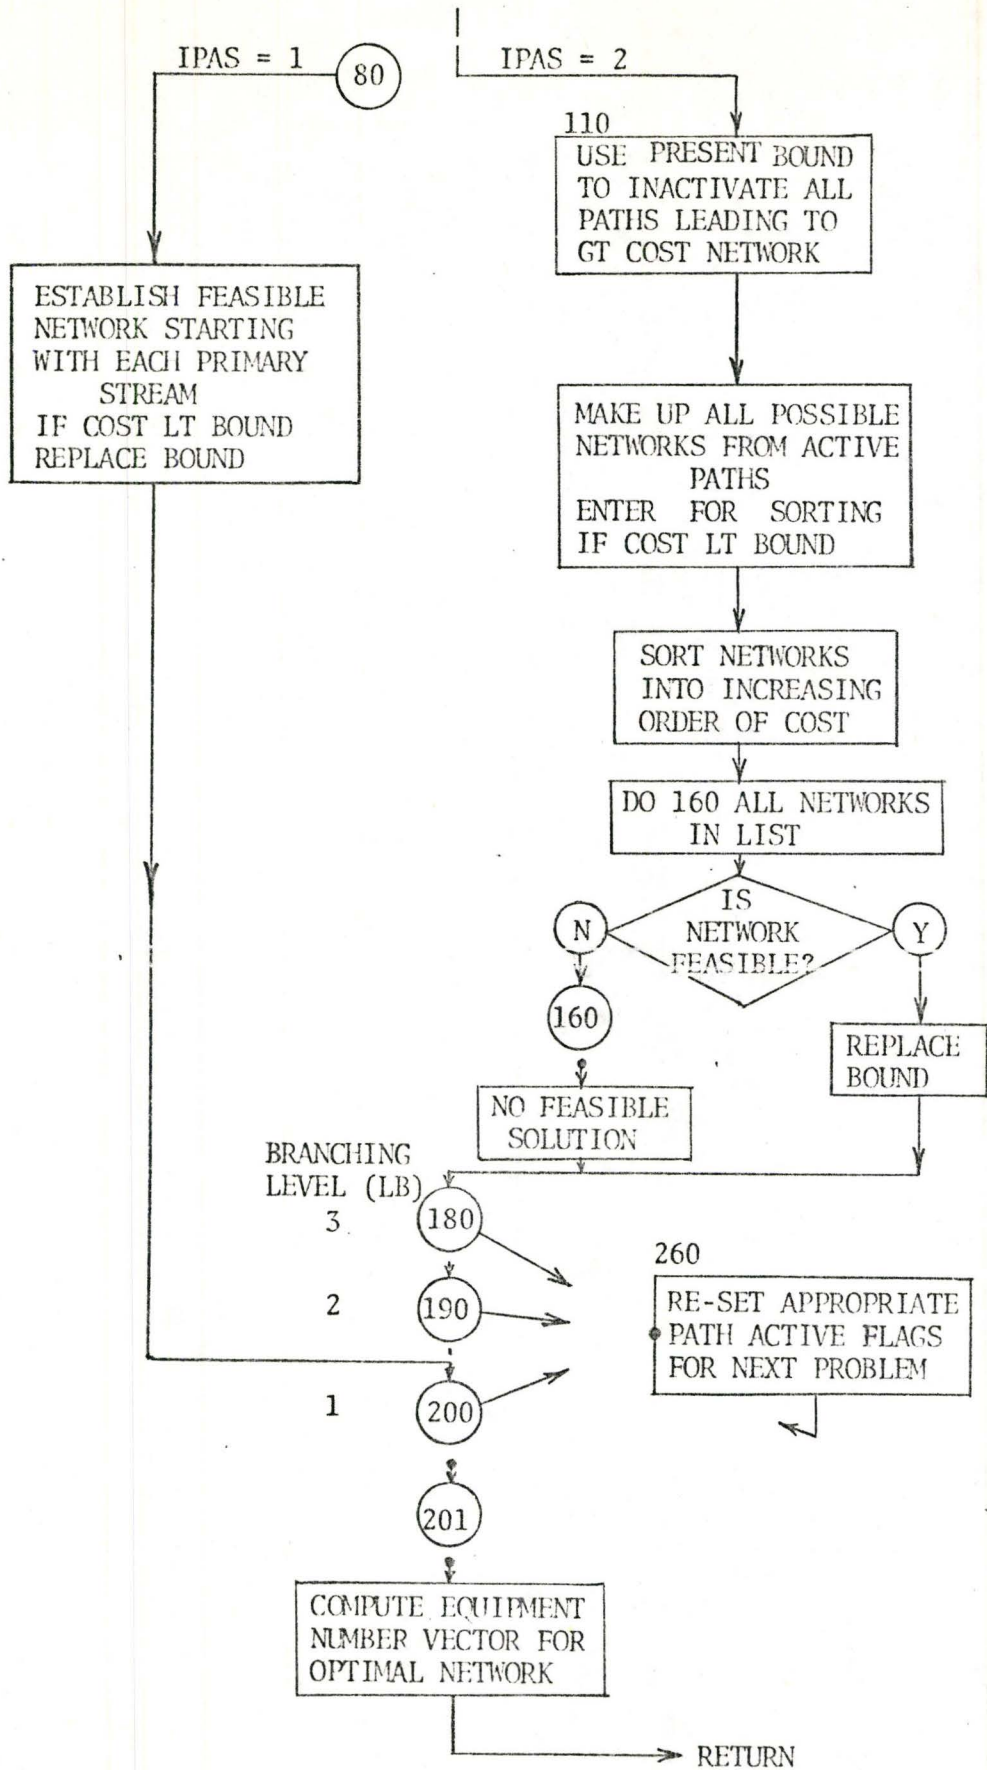 IPAS = 1
80
IPAS = 2
110
USE PRESENT BOUND
TO INACTIVATE ALL
PATHS LEADING TO
GT COST NETWORK
ESTABLISH FEASIBLE
NETWORK STARTING
WITH EACH PRIMARY
STREAM
IF COST LT BOUND
REPLACE BOUND
MAKE UP ALL POSSIBLE
NETWORKS FROM ACTIVE
PATHS
ENTER FOR SORTING
IF COST LT BOUND
SORT NETWORKS
INTO INCREASING
ORDER OF COST
DO 160 ALL NETWORKS
IN LIST
IS
NETWORK
FEASIBLE?
N
Y
160
REPLACE
BOUND
NO FEASIBLE
SOLUTION
BRANCHING
LEVEL (LB)
3
180
2
190
1
200
260
RE-SET APPROPRIATE
PATH ACTIVE FLAGS
FOR NEXT PROBLEM
201
COMPUTE EQUIPMENT
NUMBER VECTOR FOR
OPTIMAL NETWORK
RETURN